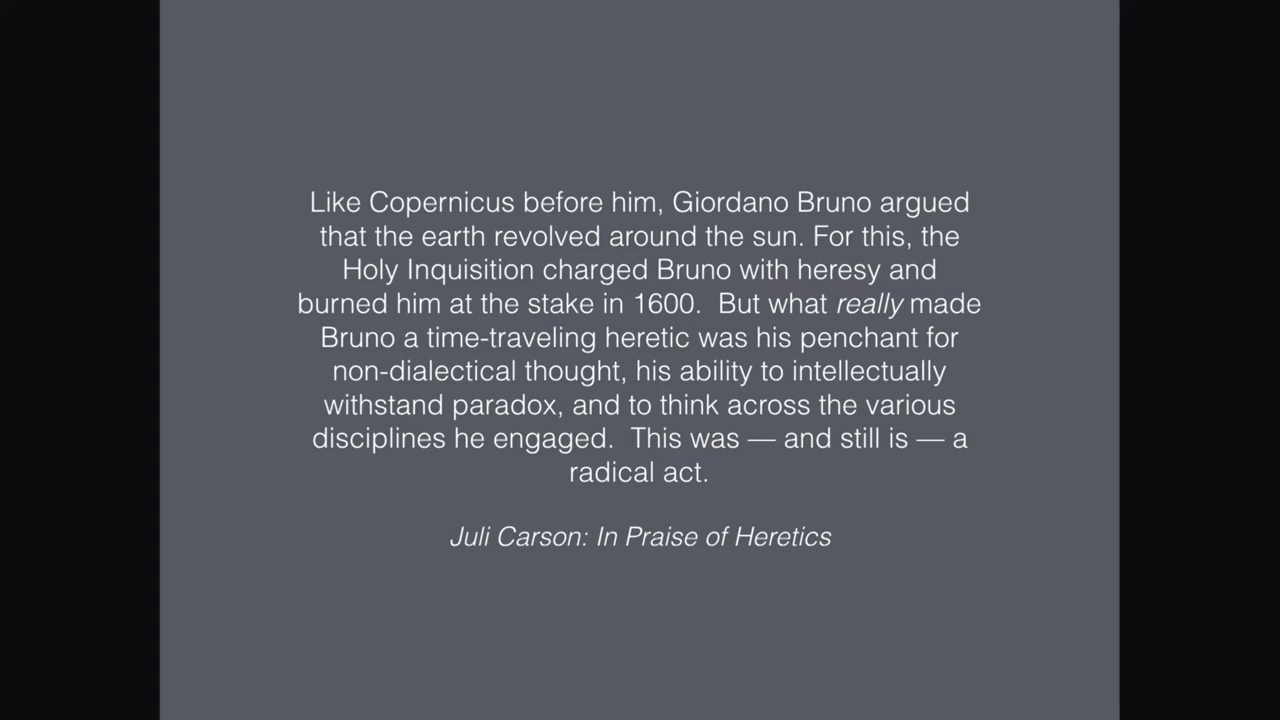 Like Copernicus before him, Giordano Bruno argued
that the earth revolved around the sun. For this, the
Holy Inquisition charged Bruno with heresy and
burned him at the stake in 1600.  But what really made
Bruno a time-traveling heretic was his penchant for
non-dialectical thought, his ability to intellectually
withstand paradox, and to think across the various
disciplines he engaged.  This was — and still is — a
radical act.
Juli Carson: In Praise of Heretics